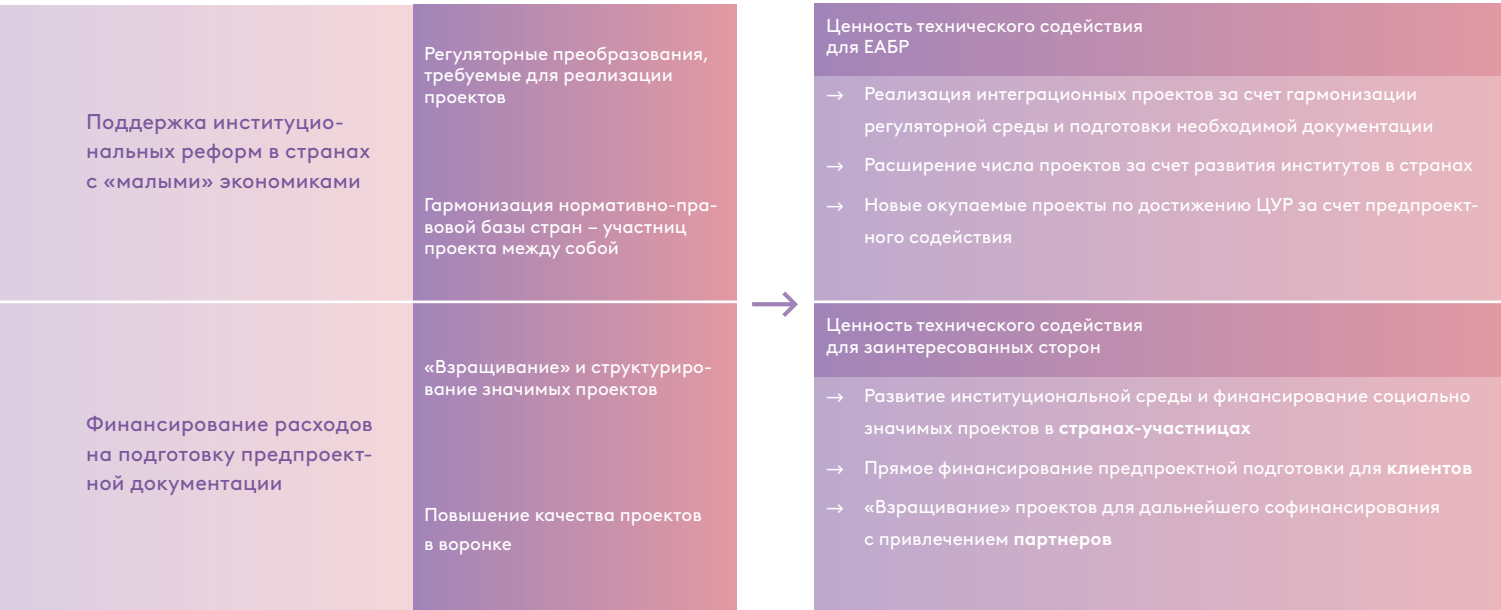 Поддержка институцио-
нальных реформ в странах
с «малыми» экономиками
Регуляторные преобразования,
требуемые для реализации
проектов
Гармонизация нормативно-пра-
вовой базы стран – участниц
проекта между собой
Финансирование расходов
на подготовку предпроект-
ной документации
«Взращивание» и структуриро-
вание значимых проектов
Повышение качества проектов
в воронке
→
Ценность технического содействия
для ЕАБР
→ Реализация интеграционных проектов за счет гармонизации
регуляторной среды и подготовки необходимой документации
→ Расширение числа проектов за счет развития институтов в странах
→ Новые окупаемые проекты по достижению ЦУР за счет предпроект-
ного содействия
Ценность технического содействия
для заинтересованных сторон
→ Развитие институциональной среды и финансирование социально
значимых проектов в странах-участницах
→ Прямое финансирование предпроектной подготовки для клиентов
→ «Взращивание» проектов для дальнейшего софинансирования
с привлечением партнеров